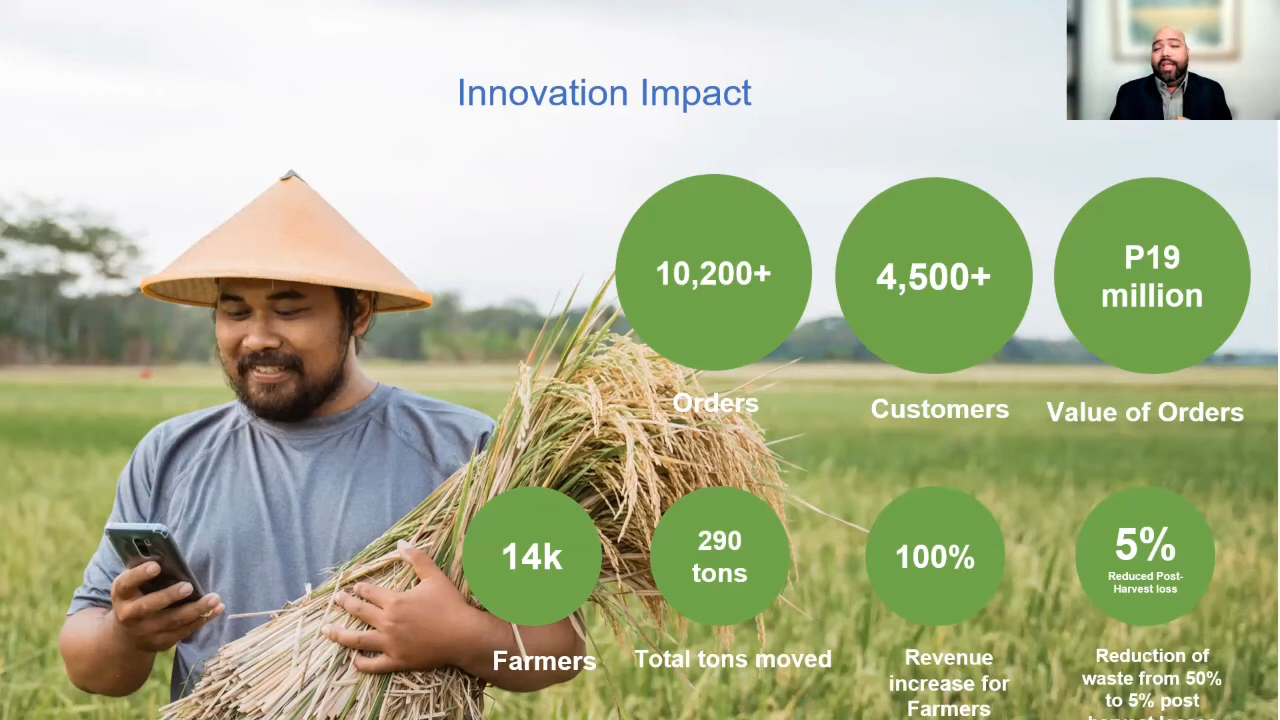 Innovation Impact
10,200+
4,500+
P19
million
Orders
Customers
Value of Orders
14k
290
tons
100%
5%
Reduced Post-
Harvest loss
Farmers
Total tons moved
Revenue
increase for
Farmers
Reduction of
waste from 50%
to 5% post